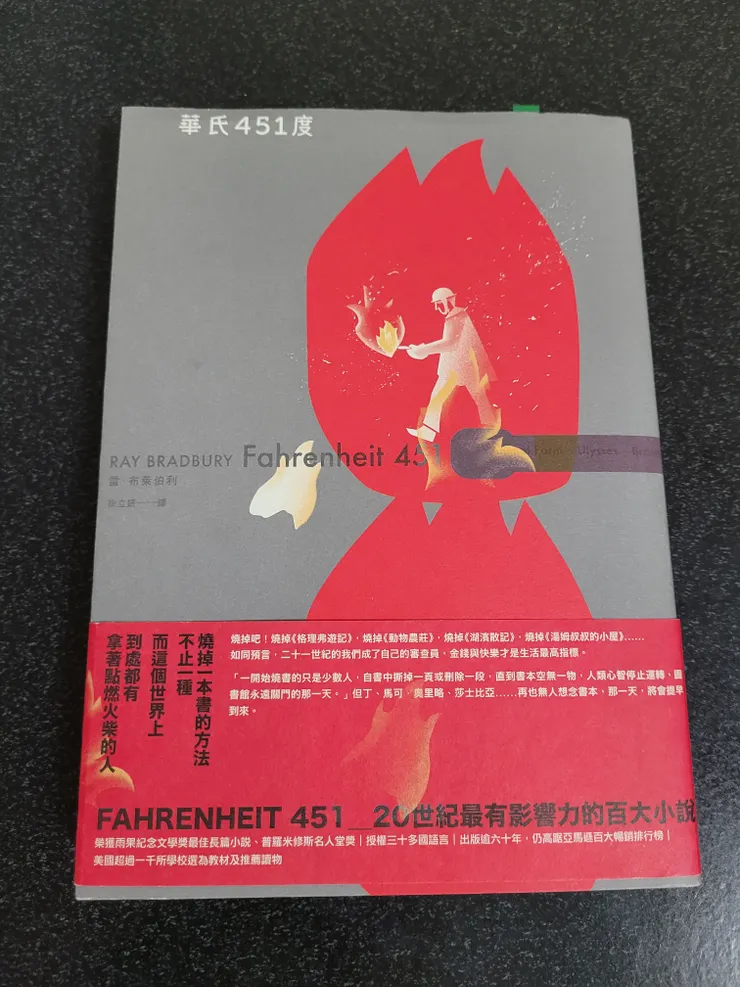 華氏451度
RAY BRADBURY Fahrenheit 451
雷 布萊伯利
Farm Ulysses
燒掉一本書的方法
不止一種
而這個世界上
到處都有
拿著點燃火柴的人
燒掉吧!燒掉《格理弗遊記》,燒掉《動物農莊》,燒掉《湖濱散記》,燒掉《湯姆叔叔的小屋》……
如同預言,二十一世紀的我們成了自己的審查員,金錢與快樂才是生活最高指標。
「一開始燒書的只是少數人,自書中撕掉一頁或刪除一段,直到書本空無一物,人類心智停止運轉,圖
書館永遠關門的那一天。」但丁、馬可.奧里略、莎士比亞……再也無人想念書本,那一天,將會提早
到來。
FAHRENHEIT 451__20世紀最有影響力的百大小說
榮獲雨果紀念文學獎最佳長篇小說、普羅米修斯名人堂獎|授權三十多國語言|出版逾六十年,仍高踞亞馬遜百大暢銷排行榜|
美國超過一千所學校選為教材及推薦讀物